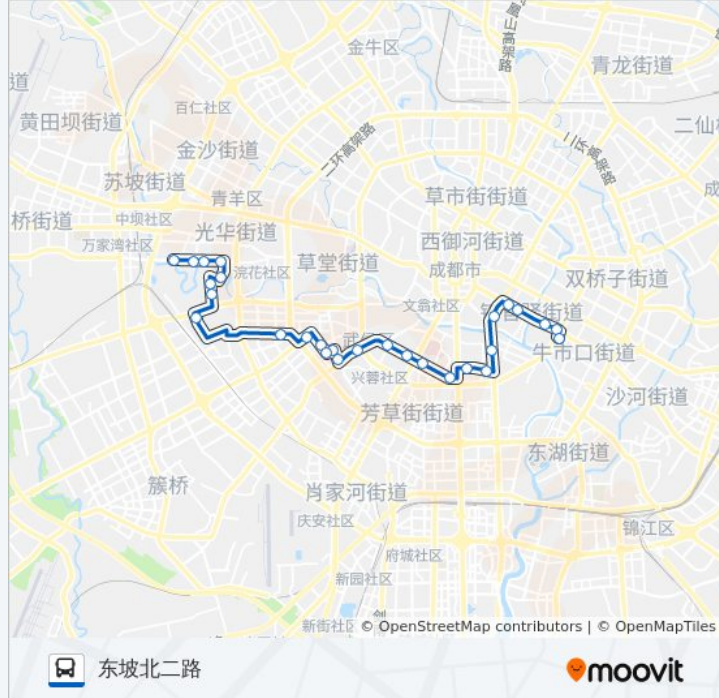 金牛区
屋山高架路
青龙街道
道
黄田坝街道
百仁社区
二环高架路
二环高架路
二仙
金沙街道
苏坡街道
青羊区
草市街街道
成
桥街道
中坝社区
光华街道
西御河街道
万家湾社区
浣花社区
草堂街道
成都市
双桥子街道
文翁社区
街道
武
牛市口街道
兴蓉社区
沙河街道
芳草街街道
东湖街道
簇桥
肖家河街道
庆安社区
锦江区
府城社区
新园社区
新街社区
© OpenStreetMap contributors | © OpenMapTiles
东坡北二路
moovit